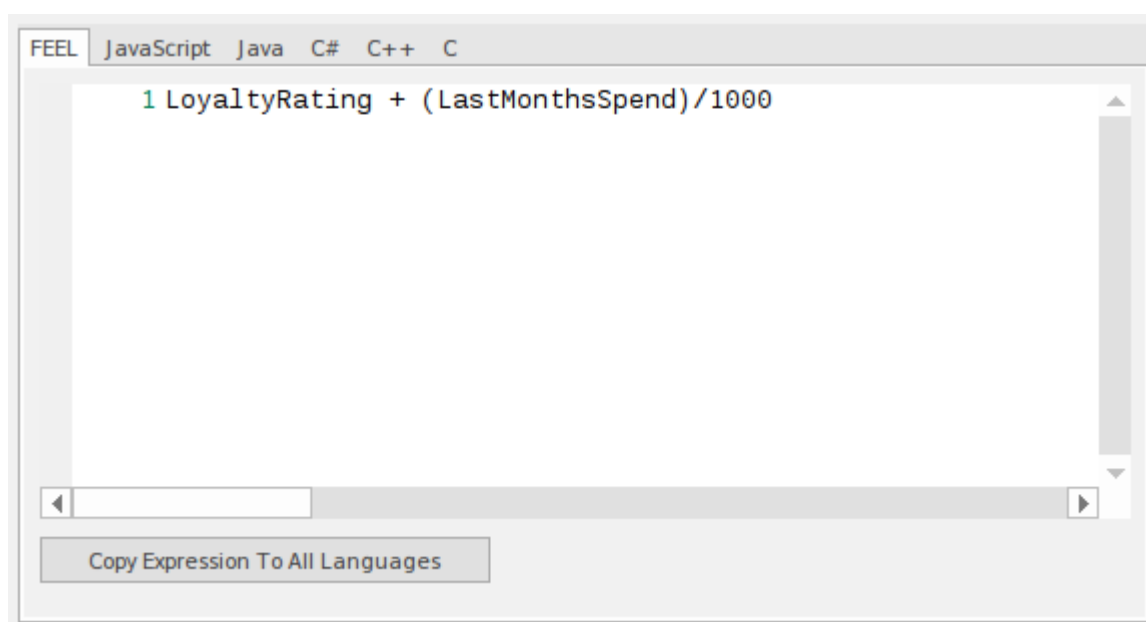 FEEL JavaScript Java C# C++ C
1 LoyaltyRating + (LastMonthsSpend)/1000
Copy Expression To All Languages